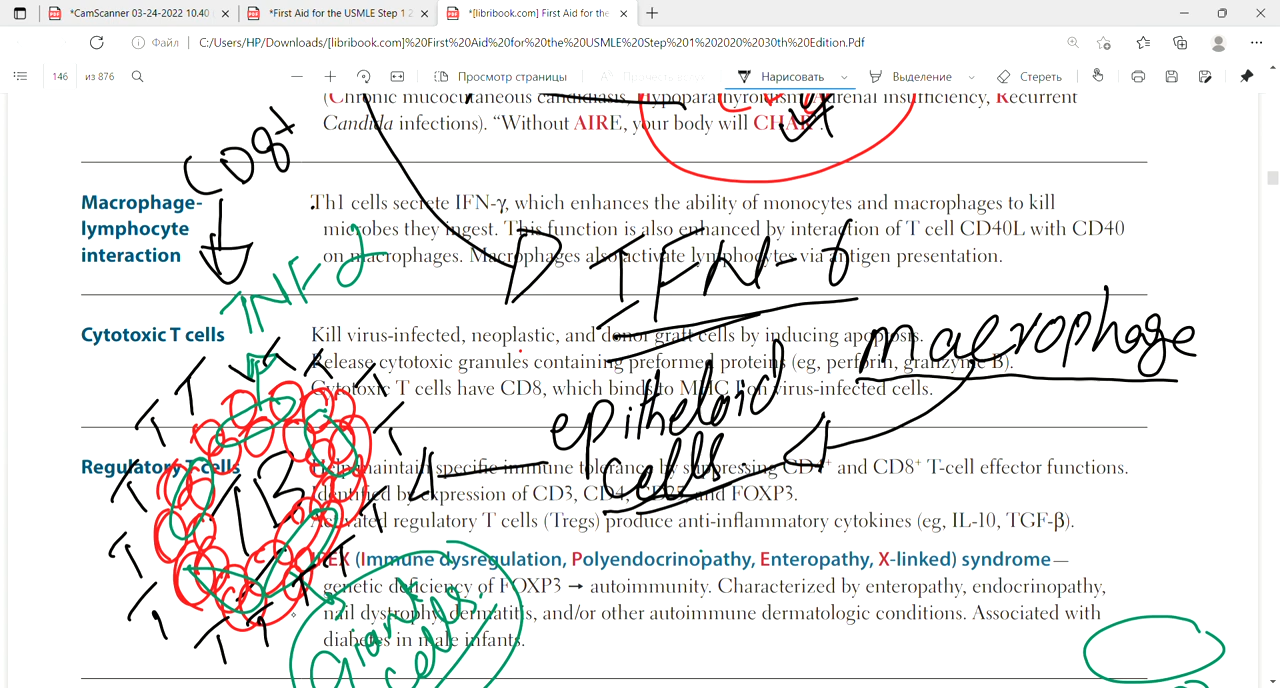 *CamScanner 03-24-2022 10.40
*First Aid for the USMLE Step 1 2
*[libribook.com] First Aid for the
Файл
C:/Users/HP/Downloads/[libribook.com]%20First%20Aid%20for%20the%20USMLE%20Step%201%202020%2030th%20Edition.Pdf
146 из 876
Просмотр страницы
Нарисовать
Выделение
Стереть
(Chronic mucocutaneous candidiasis, Hypoparathyroidism, Adrenal insufficiency, Recurrent
Candida infections). “Without AIRE, your body will CHAR”.
CD8+
Macrophage-
lymphocyte
interaction
Th1 cells secrete IFN-γ, which enhances the ability of monocytes and macrophages to kill
microbes they ingest. This function is also enhanced by interaction of T cell CD40L with CD40
on macrophages. Macrophages also activate lymphocytes via antigen presentation.
TNF-α
IFN-γ
macrophage
Cytotoxic T cells
Kill virus-infected, neoplastic, and donor graft cells by inducing apoptosis.
Release cytotoxic granules containing preformed proteins (eg, perforin, granzyme B).
Cytotoxic T cells have CD8, which binds to MHC I on virus-infected cells.
epitheloid
cells
T T T T T T T T T T T
Regulatory T cells
Help maintain specific immune tolerance by suppressing CD4+ and CD8+ T-cell effector functions.
Identified by expression of CD3, CD4, CD25, and FOXP3.
Activated regulatory T cells (Tregs) produce anti-inflammatory cytokines (eg, IL-10, TGF-β).
IPEX (Immune dysregulation, Polyendocrinopathy, Enteropathy, X-linked) syndrome—
genetic deficiency of FOXP3 → autoimmunity. Characterized by enteropathy, endocrinopathy,
nail dystrophy, dermatitis, and/or other autoimmune dermatologic conditions. Associated with
diabetes in male infants.
Giant
cells.